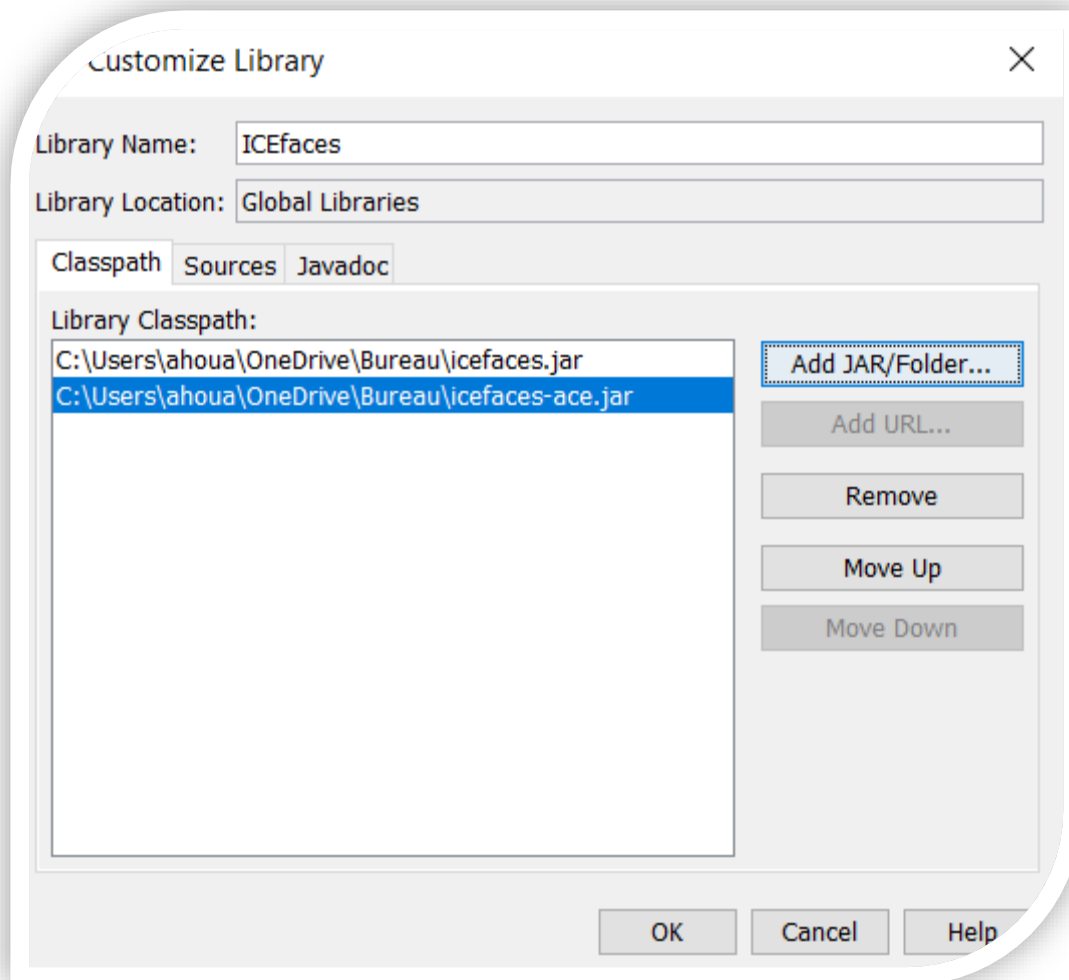 Customize Library
Library Name: ICEfaces
Library Location: Global Libraries
Classpath Sources Javadoc
Library Classpath:
C:\Users\ahoua\OneDrive\Bureau\icefaces.jar
C:\Users\ahoua\OneDrive\Bureau\icefaces-ace.jar
Add JAR/Folder...
Add URL...
Remove
Move Up
Move Down
OK Cancel Help